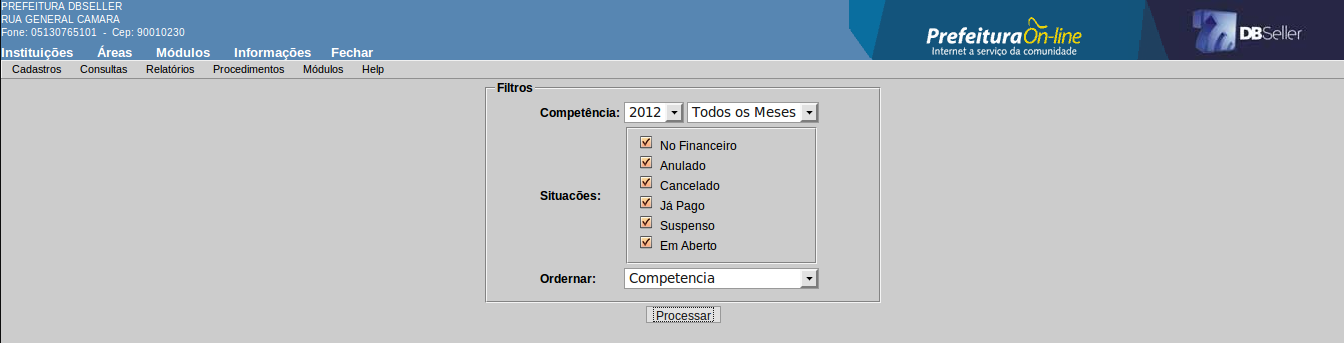 PREFEITURA DBSELLER
RUA GENERAL CAMARA
Fone: 05130765101 - Cep: 90010230
Prefeitura On-line
Internet a serviço da comunidade
DBSeller
Instituições Áreas Módulos Informações Fechar
Cadastros Consultas Relatórios Procedimentos Módulos Help
Filtros
Competência: 2012 Todos os Meses
Situacões:
No Financeiro
Anulado
Cancelado
Já Pago
Suspenso
Em Aberto
Ordernar: Competencia
Processar